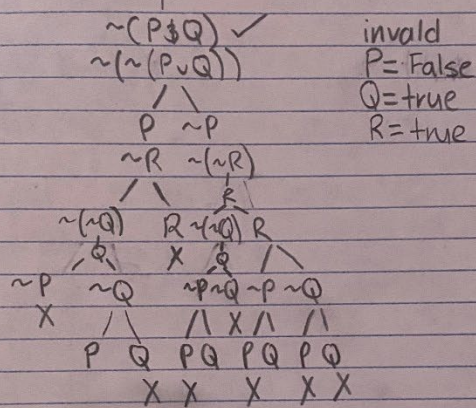 ~(P$Q) ✓ invald
~(~(P∨Q)) P= False
P ~P Q=true
~R ~(~R) R=true
R
~(~Q) R ~(~Q) R
Q X Q
~P ~Q ~P ~Q ~P ~Q
X X
P Q P Q P Q P Q
X X X X X